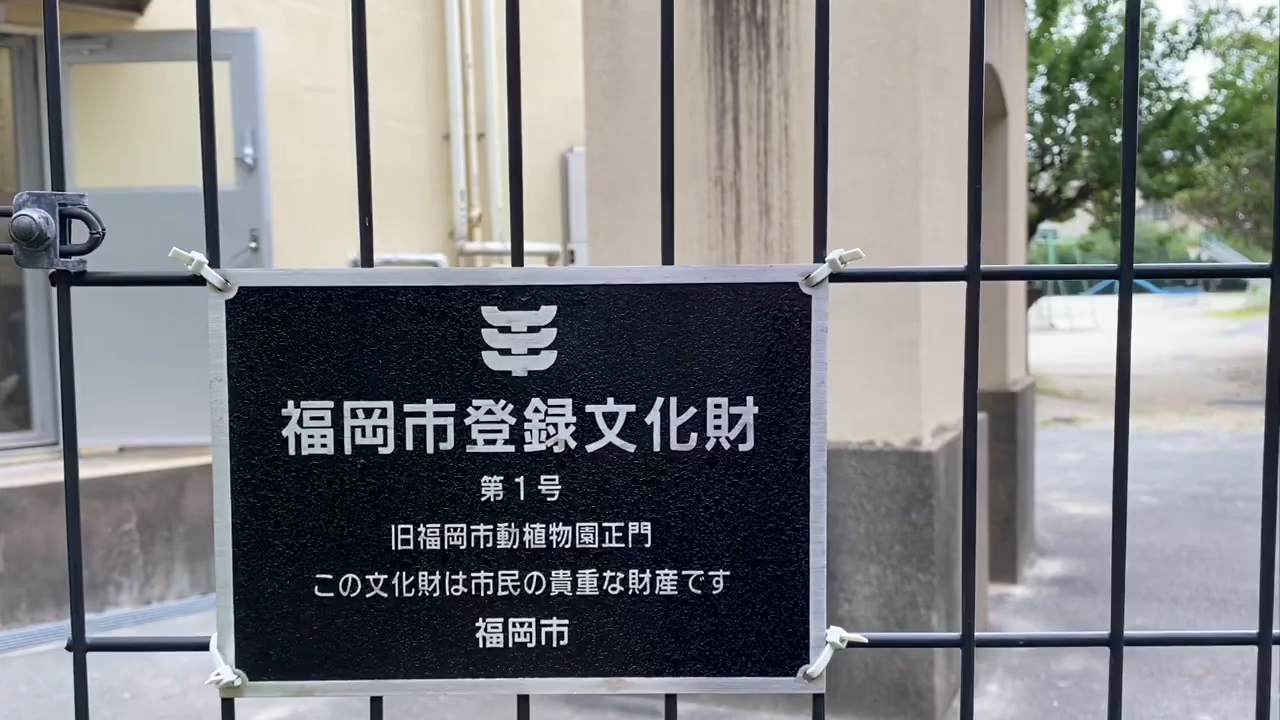 福岡市登録文化財
第1号
旧福岡市動植物園正門
この文化財は市民の貴重な財産です
福岡市